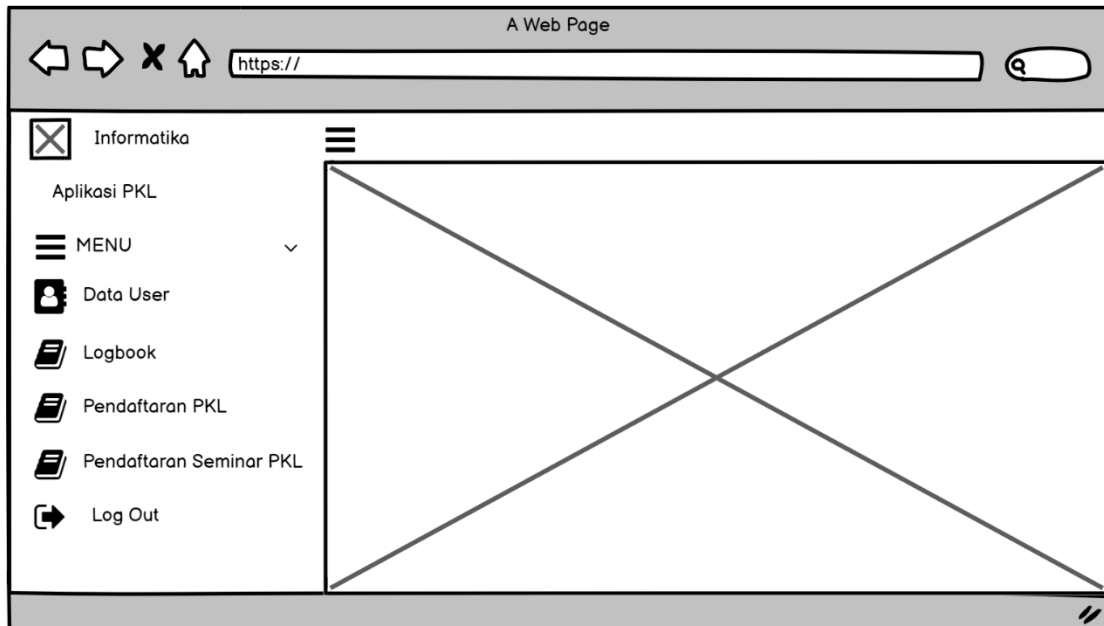 A Web Page
https://
Informatika
Aplikasi PKL
MENU
Data User
Logbook
Pendaftaran PKL
Pendaftaran Seminar PKL
Log Out